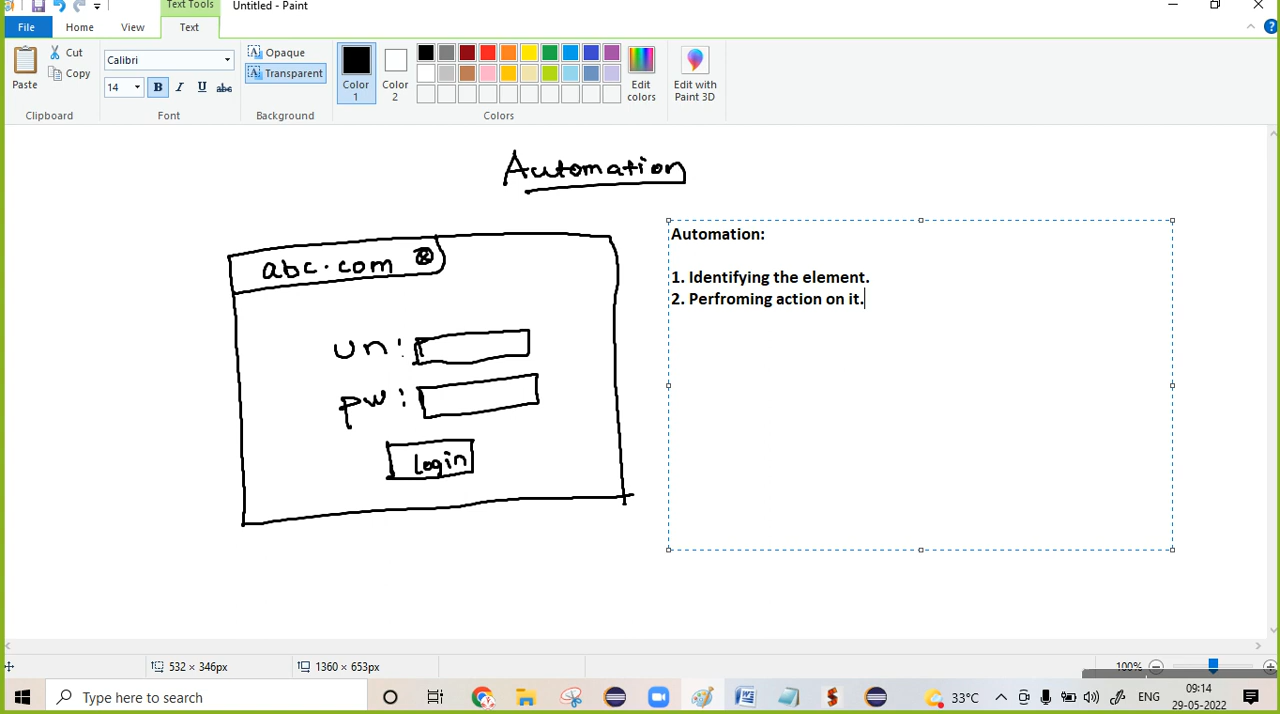 Text Tools
Untitled - Paint
File
Home
View
Text
Paste
Cut
Copy
Clipboard
Calibri
14
B
I
U
abc
Font
Opaque
Transparent
Background
Color
1
Color
2
Edit
colors
Colors
Edit with
Paint 3D
Automation
abc.com
un:
pw:
login
Automation:
1. Identifying the element.
2. Perfroming action on it.
532 × 346px
1360 × 653px
100%
Type here to search
33°C
ENG
09:14
29-05-2022